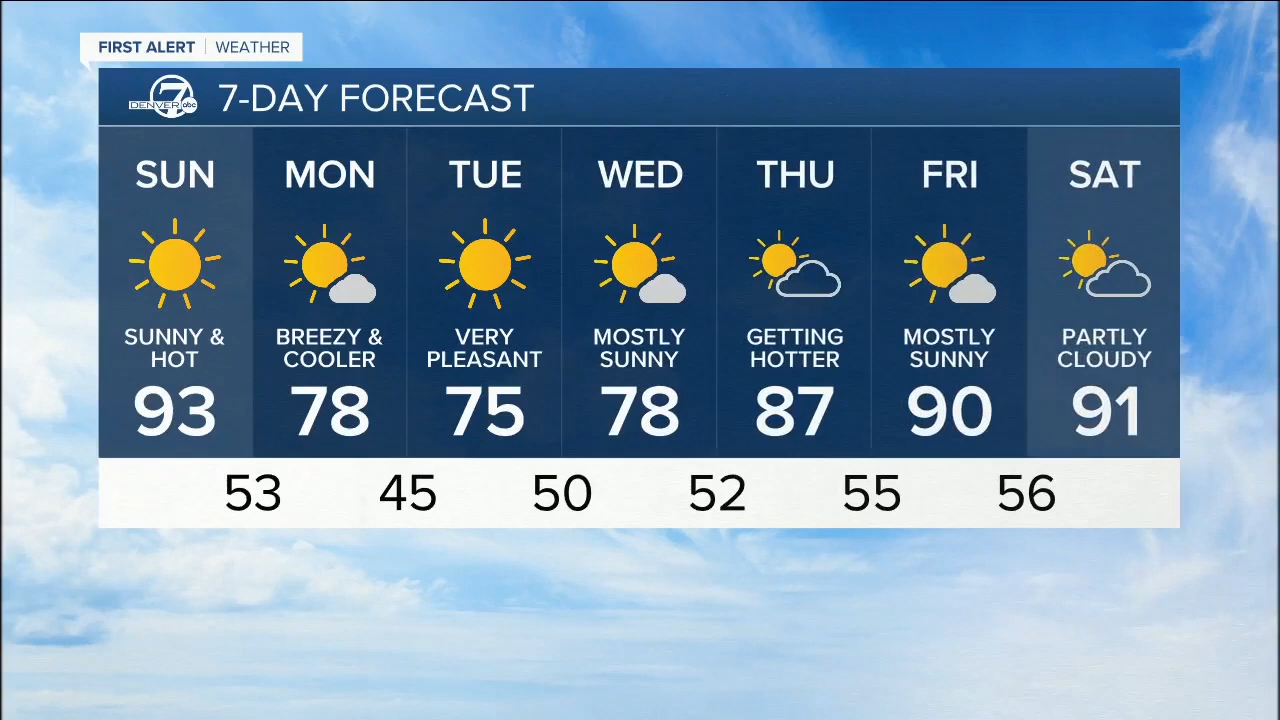 FIRST ALERT | WEATHER
DENVER 7 abc
7-DAY FORECAST
SUN MON TUE WED THU FRI SAT
SUNNY & BREEZY & VERY MOSTLY GETTING MOSTLY PARTLY
HOT COOLER PLEASANT SUNNY HOTTER SUNNY CLOUDY
93 78 75 78 87 90 91
53 45 50 52 55 56